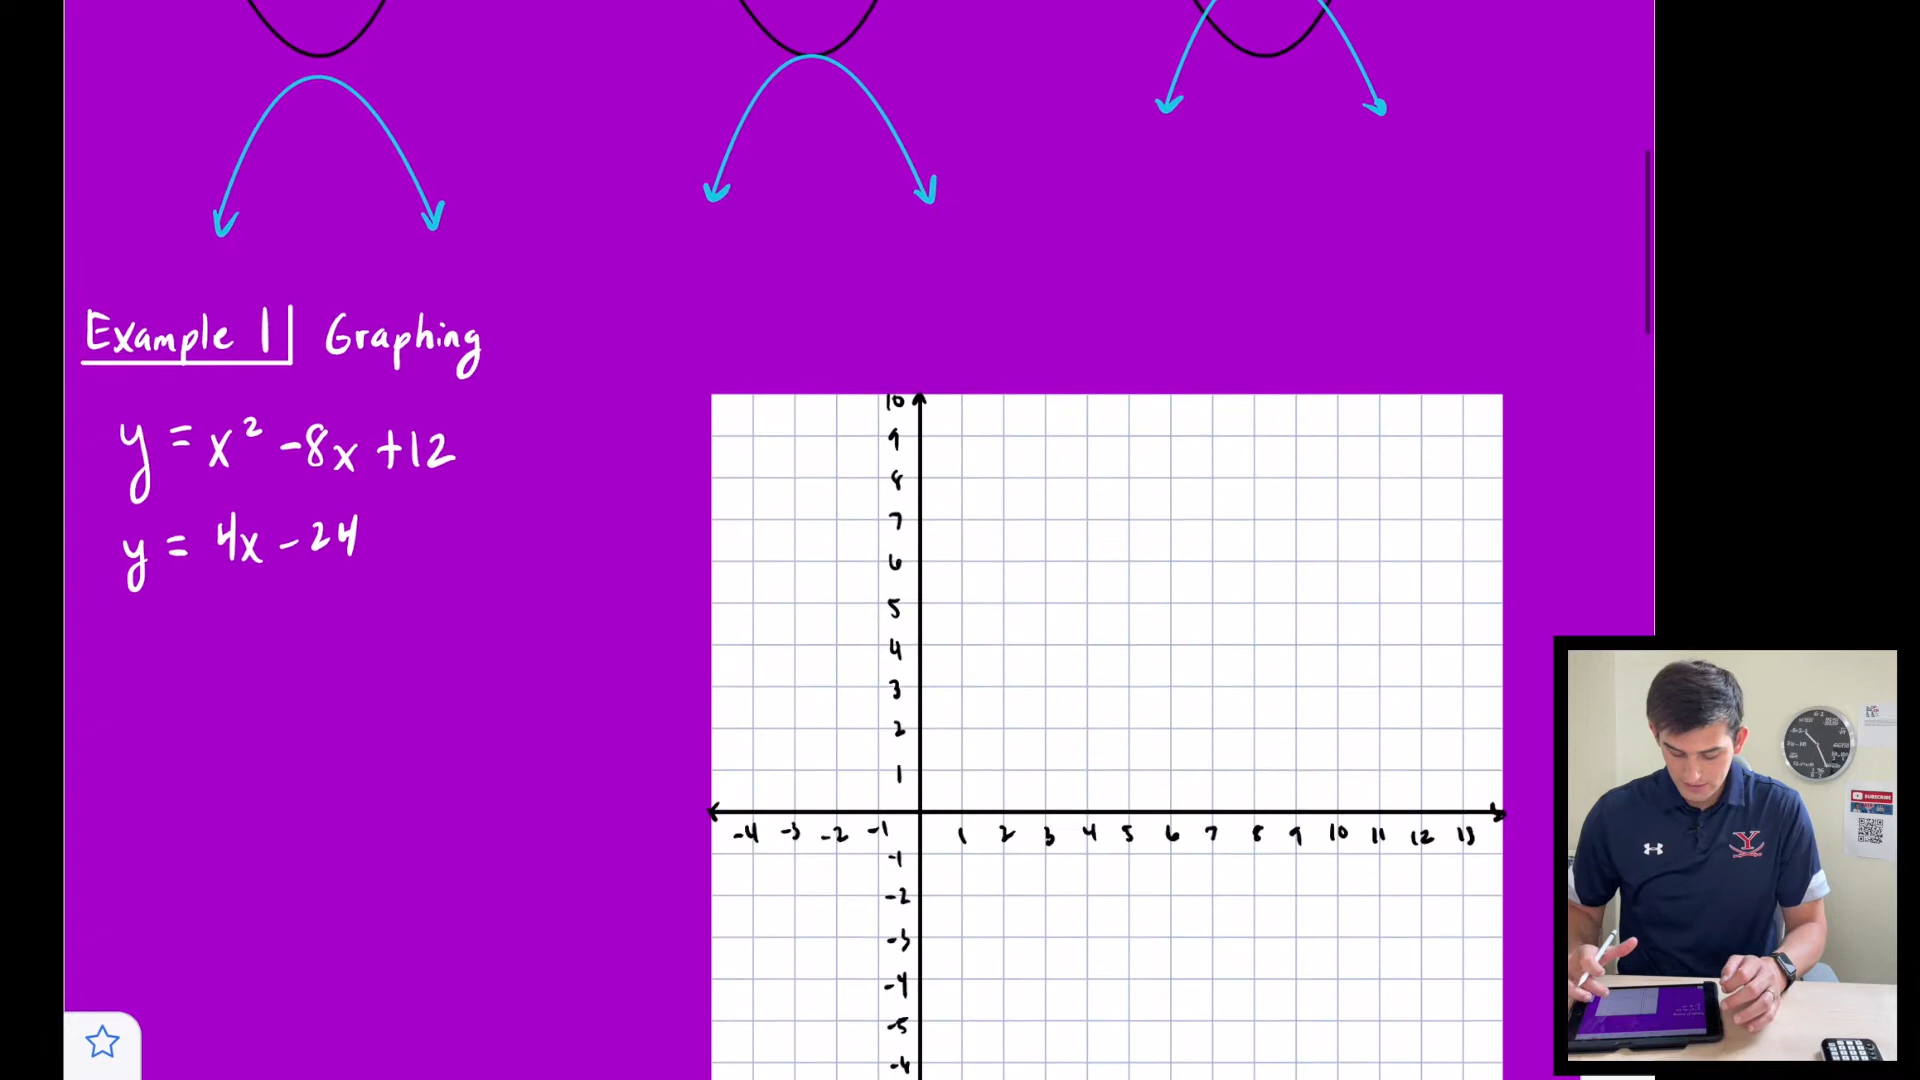 Example 1 Graphing
y = x² -8x +12
y = 4x - 24
10
9
8
7
6
5
4
3
2
1
-4 -3 -2 -1 1 2 3 4 5 6 7 8 9 10 11 12 13
-1
-2
-3
-4
-5
-4
Y
SUBSCRIBE